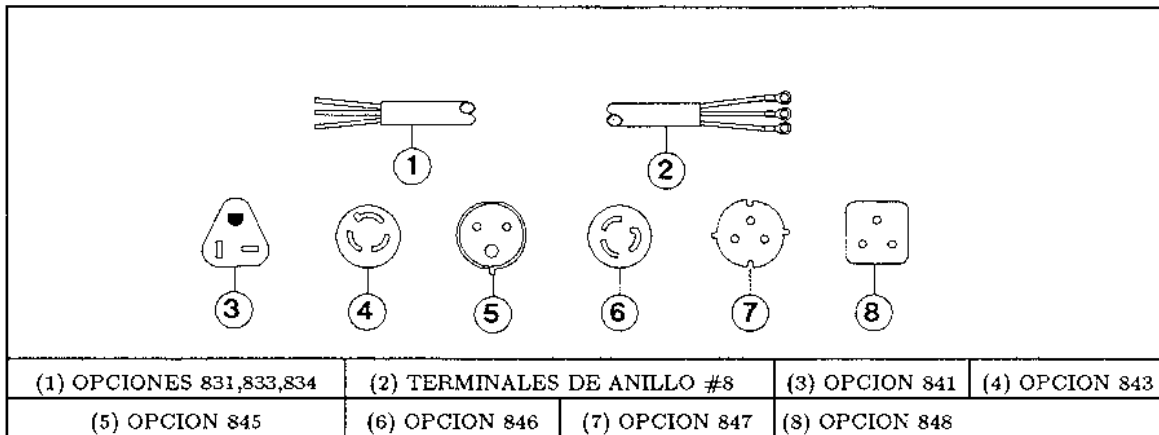 1
2
3
4
5
6
7
8
(1) OPCIONES 831,833,834
(2) TERMINALES DE ANILLO #8
(3) OPCION 841
(4) OPCION 843
(5) OPCION 845
(6) OPCION 846
(7) OPCION 847
(8) OPCION 848